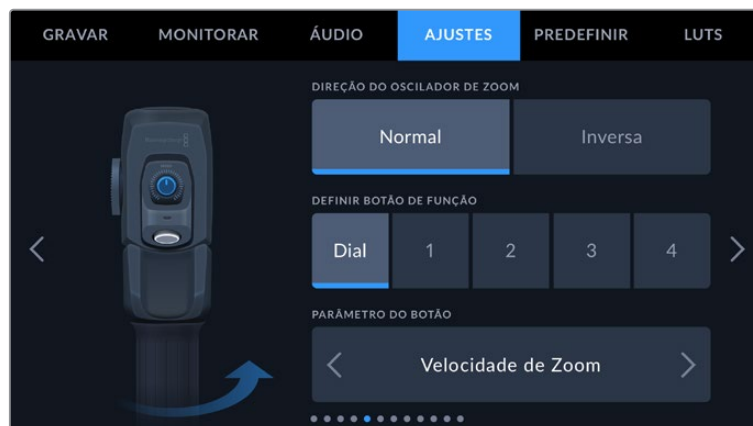 GRAVAR MONITORAR ÁUDIO AJUSTES PREDEFINIR LUTS
DIREÇÃO DO OSCILADOR DE ZOOM
Normal Inversa
DEFINIR BOTÃO DE FUNÇÃO
Dial 1 2 3 4
PARÂMETRO DO BOTÃO
Velocidade de Zoom